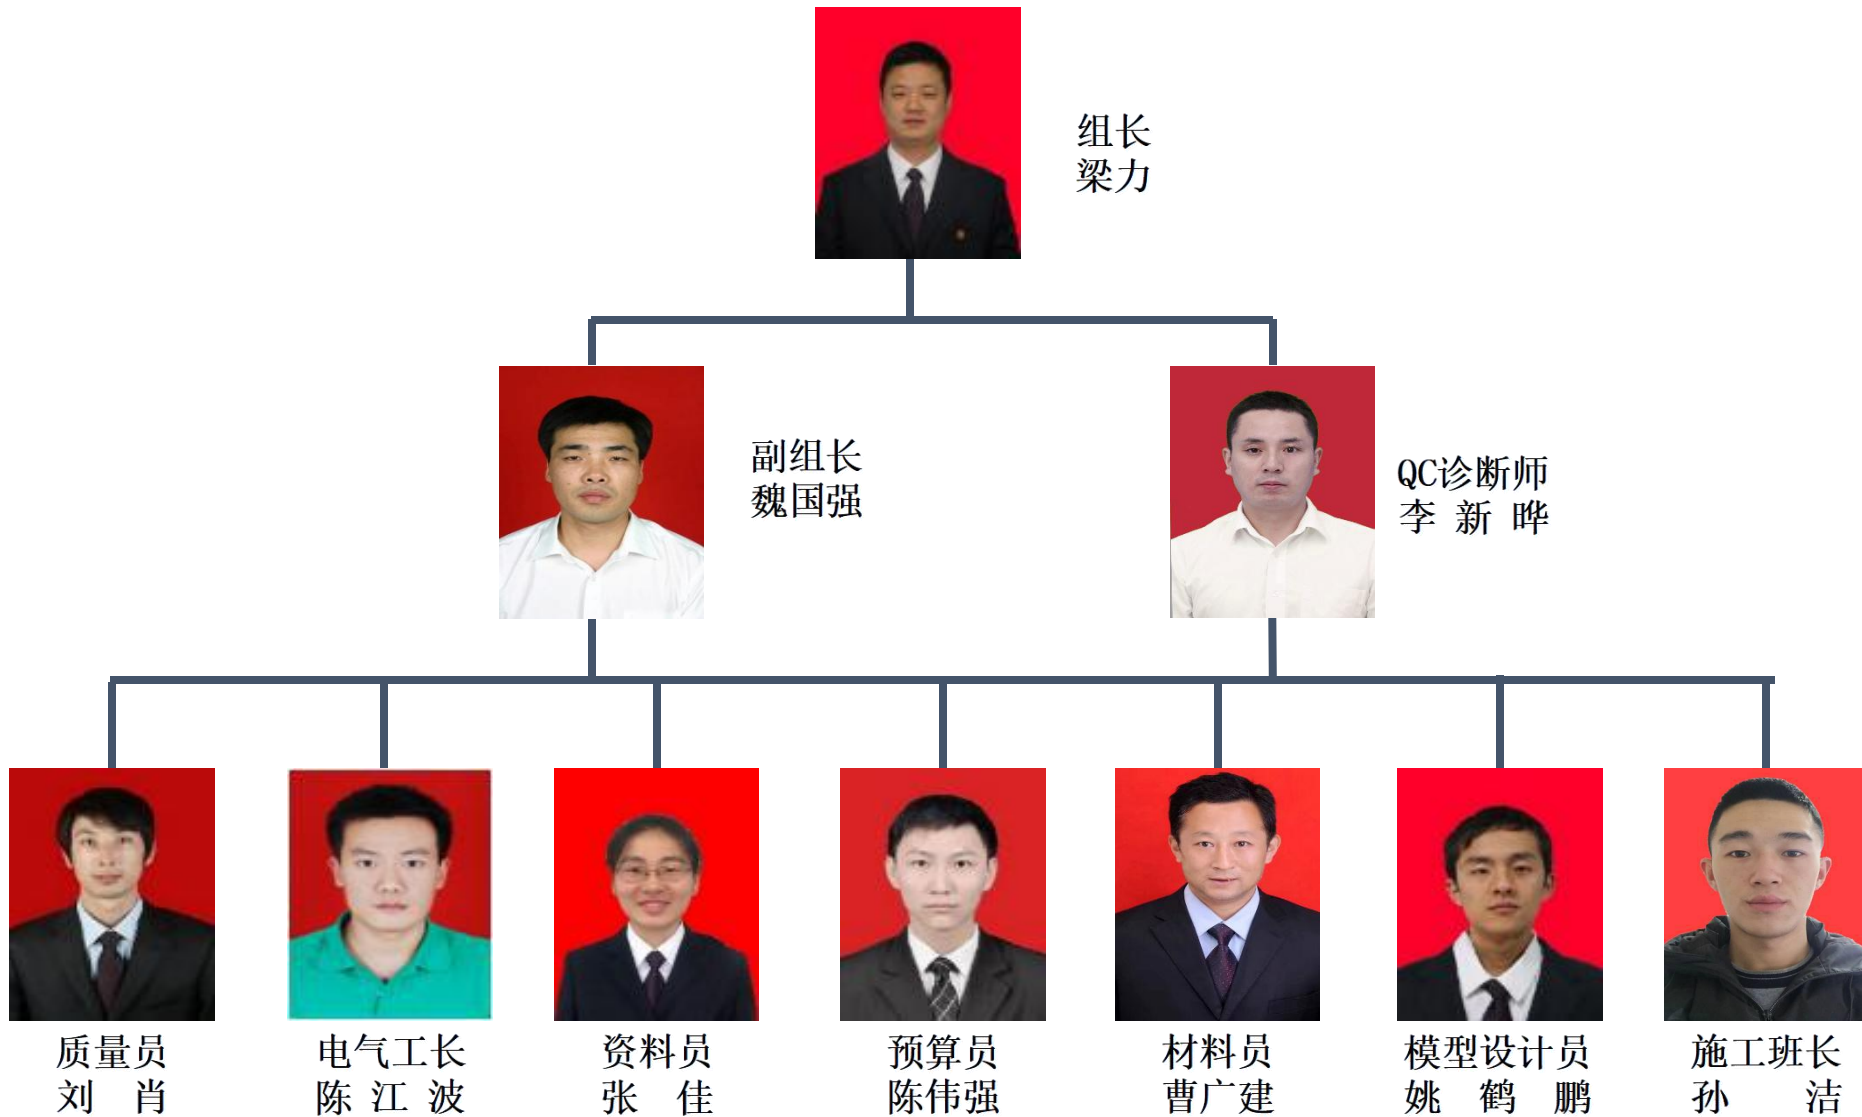 组长
梁力
副组长
魏国强
QC诊断师
李 新 晔
质量员
刘 肖
电气工长
陈 江 波
资料员
张 佳
预算员
陈伟强
材料员
曹广建
模型设计员
姚 鹤 鹏
施工班长
孙 洁